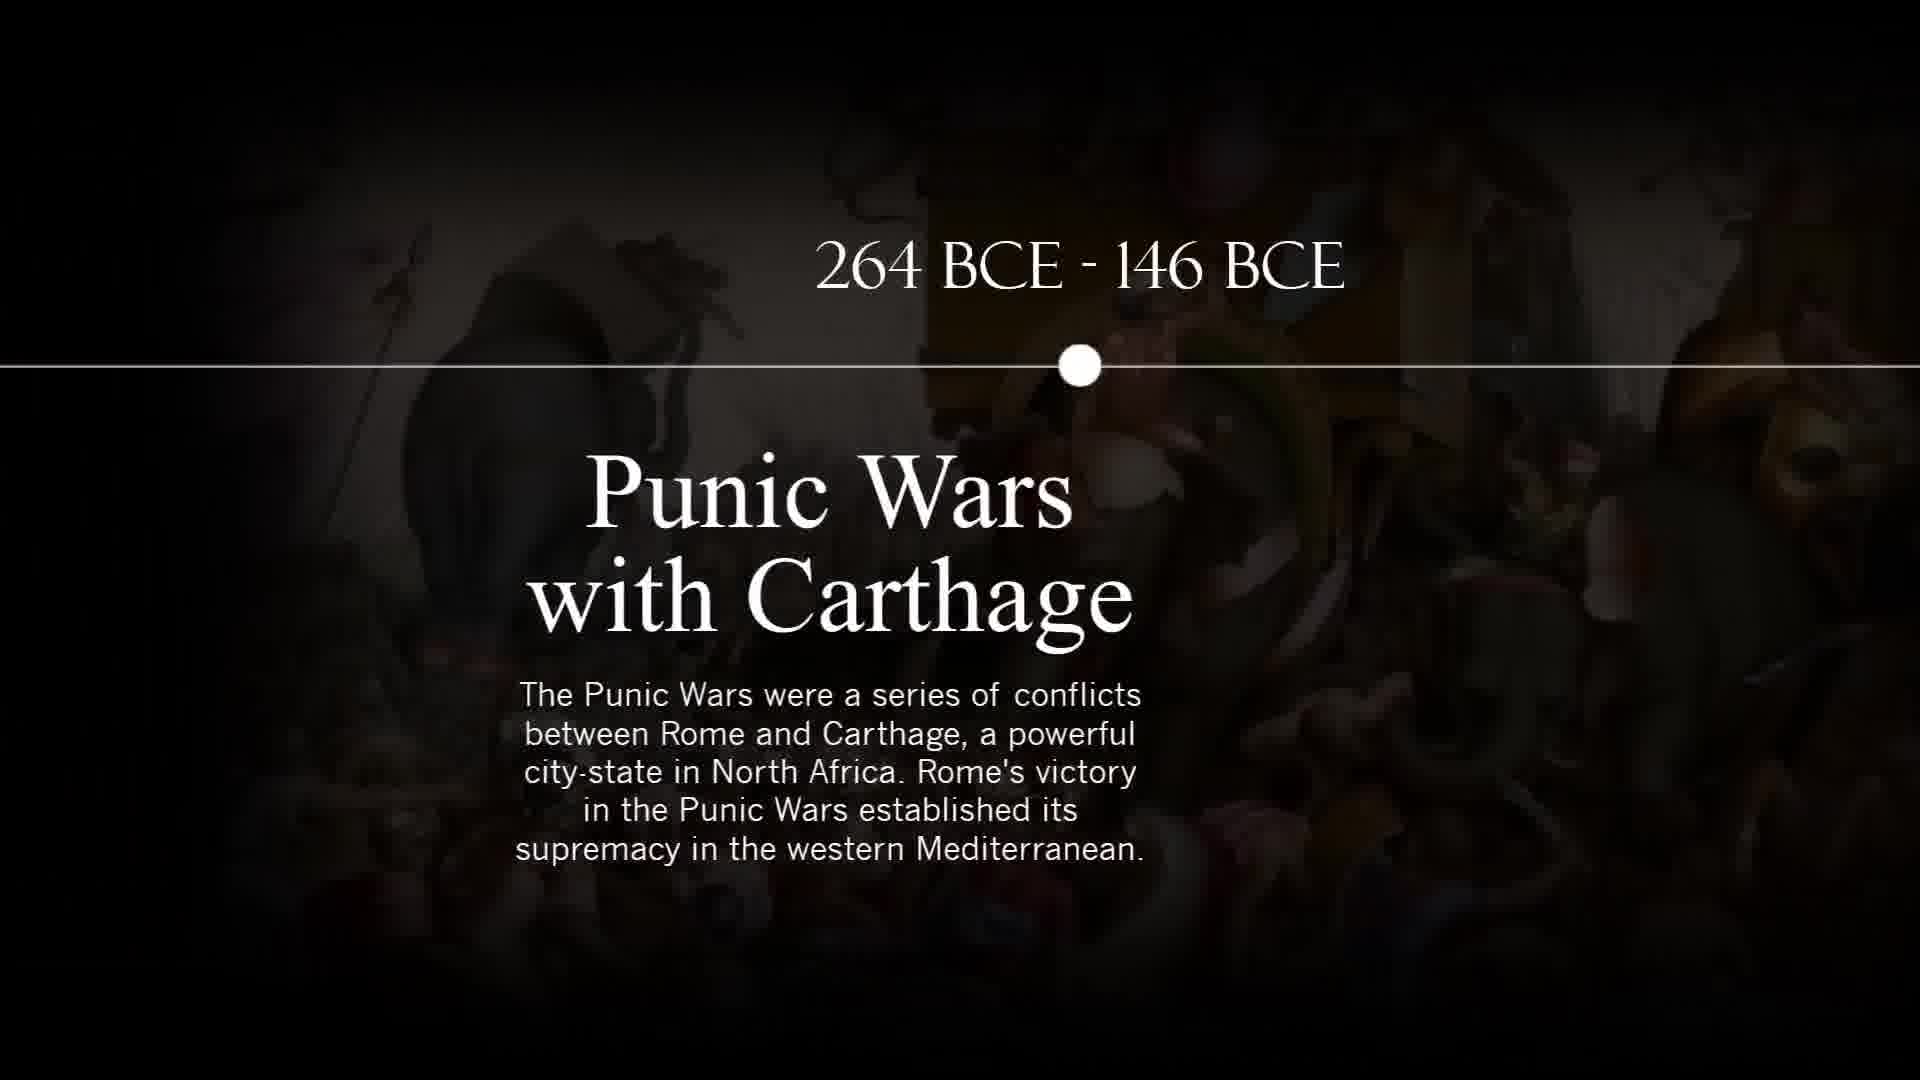 264 BCE - 146 BCE
Punic Wars
with Carthage
The Punic Wars were a series of conflicts
between Rome and Carthage, a powerful
city-state in North Africa. Rome's victory
in the Punic Wars established its
supremacy in the western Mediterranean.